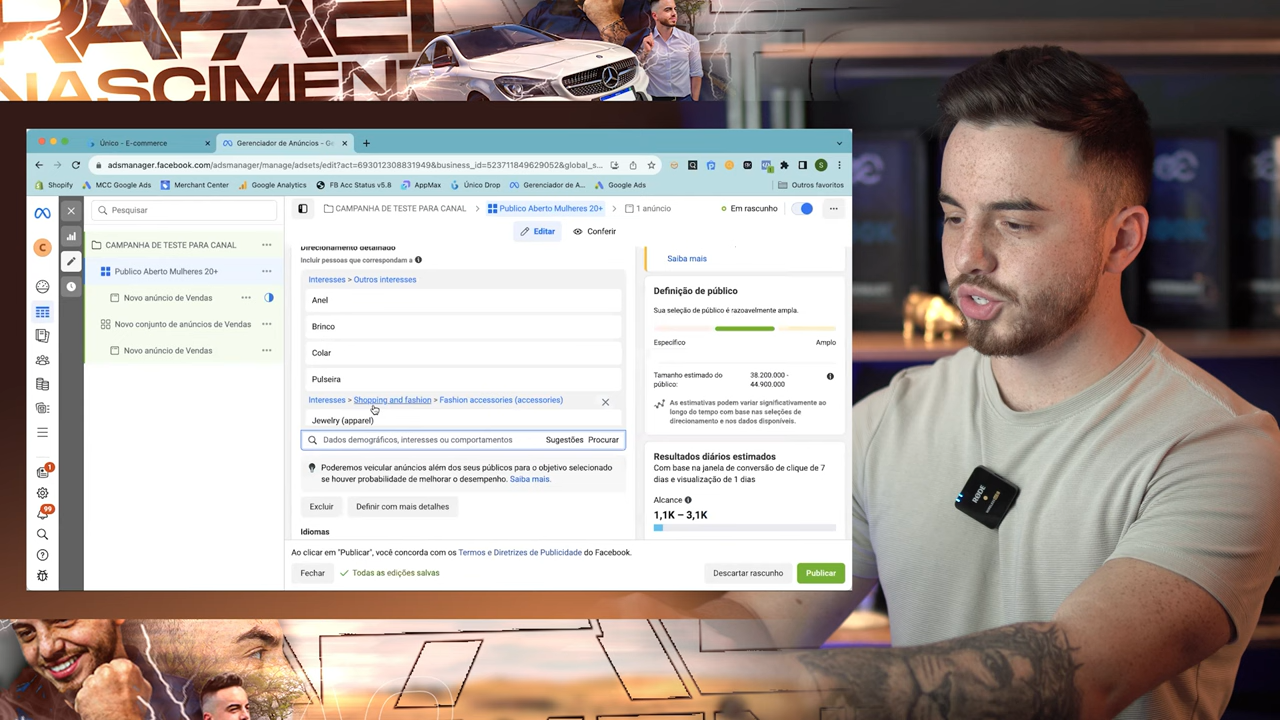 RAFAEL
NASCIMEN
Único - E-commerce
Gerenciador de Anúncios - G
adsmanager.facebook.com/adsmanager/manage/adsets/edit?act=693012308831949&business_id=523711849629052&global_s...
Shopify
MCC Google Ads
Merchant Center
Google Analytics
FB Acc Status v5.8
AppMax
Único Drop
Gerenciador de A...
Google Ads
Outros favoritos
Pesquisar
CAMPANHA DE TESTE PARA CANAL
Publico Aberto Mulheres 20+
1 anúncio
Em rascunho
Editar
Conferir
C
CAMPANHA DE TESTE PARA CANAL
Publico Aberto Mulheres 20+
Novo anúncio de Vendas
Novo conjunto de anúncios de Vendas
Novo anúncio de Vendas
1
99
Direcionamento detalhado
Incluir pessoas que correspondam a
Interesses > Outros interesses
Anel
Brinco
Colar
Pulseira
Interesses > Shopping and fashion > Fashion accessories (accessories)
Jewelry (apparel)
Dados demográficos, interesses ou comportamentos
Sugestões Procurar
Poderemos veicular anúncios além dos seus públicos para o objetivo selecionado
se houver probabilidade de melhorar o desempenho. Saiba mais.
Excluir
Definir com mais detalhes
Idiomas
Saiba mais
Definição de público
Sua seleção de público é razoavelmente ampla.
Específico
Amplo
Tamanho estimado do
público:
38.200.000 -
44.900.000
As estimativas podem variar significativamente ao
longo do tempo com base nas seleções de
direcionamento e nos dados disponíveis.
Resultados diários estimados
Com base na janela de conversão de clique de 7
dias e visualização de 1 dias
Alcance
1,1K – 3,1K
Ao clicar em "Publicar", você concorda com os Termos e Diretrizes de Publicidade do Facebook.
Fechar
Todas as edições salvas
Descartar rascunho
Publicar
RØDE